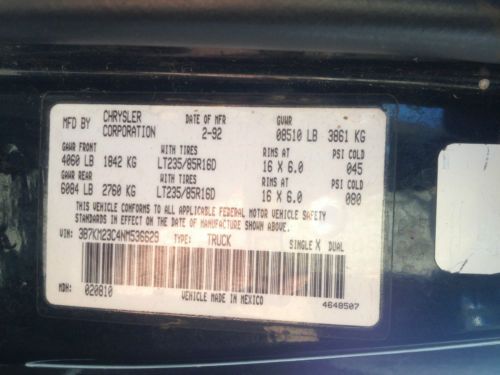 MFD BY CHRYSLER CORPORATION DATE OF MFR 2-92 GVWR 08510 LB 3861 KG
GAWR FRONT WITH TIRES RIMS AT PSI COLD
4060 LB 1842 KG LT235/85R16D 16 X 6.0 045
GAWR REAR WITH TIRES RIMS AT PSI COLD
6084 LB 2760 KG LT235/85R16D 16 X 6.0 080
THIS VEHICLE CONFORMS TO ALL APPLICABLE FEDERAL MOTOR VEHICLE SAFETY
STANDARDS IN EFFECT ON THE DATE OF MANUFACTURE SHOWN ABOVE.
VIN: 3B7KM23C4NM536629 TYPE: TRUCK SINGLE X DUAL
MDH: 020810 VEHICLE MADE IN MEXICO 4648507